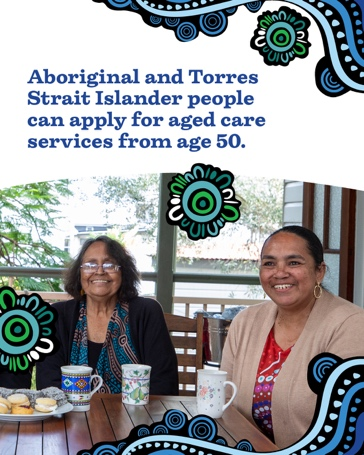 Aboriginal and Torres
Strait Islander people
can apply for aged care
services from age 50.